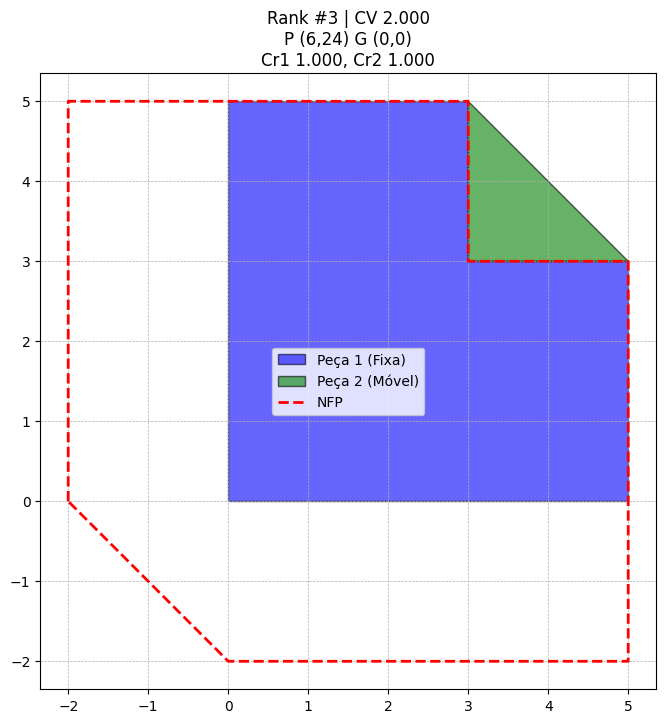 Rank #3 | CV 2.000
P (6,24) G (0,0)
Cr1 1.000, Cr2 1.000
5
4
3
2
1
0
−1
−2
Peça 1 (Fixa)
Peça 2 (Móvel)
NFP
−2 −1 0 1 2 3 4 5